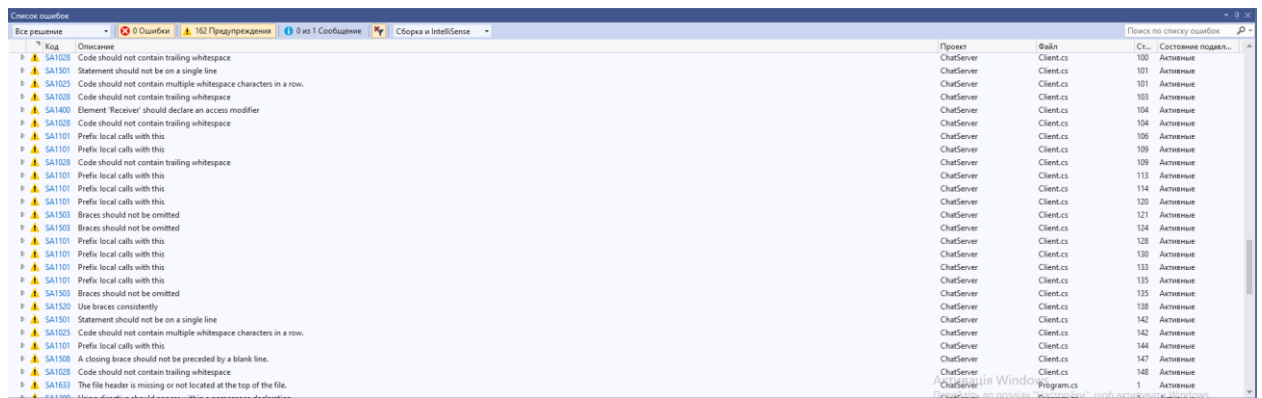 Список ошибок
Все решение 0 Ошибки 162 Предупреждения 0 из 1 Сообщение Сборка и IntelliSense Поиск по списку ошибок
Код Описание Проект Файл Ст... Состояние подавл...
SA1028 Code should not contain trailing whitespace ChatServer Client.cs 100 Активные
SA1501 Statement should not be on a single line ChatServer Client.cs 101 Активные
SA1025 Code should not contain multiple whitespace characters in a row. ChatServer Client.cs 101 Активные
SA1028 Code should not contain trailing whitespace ChatServer Client.cs 103 Активные
SA1400 Element 'Receiver' should declare an access modifier ChatServer Client.cs 104 Активные
SA1028 Code should not contain trailing whitespace ChatServer Client.cs 104 Активные
SA1101 Prefix local calls with this ChatServer Client.cs 106 Активные
SA1101 Prefix local calls with this ChatServer Client.cs 109 Активные
SA1028 Code should not contain trailing whitespace ChatServer Client.cs 109 Активные
SA1101 Prefix local calls with this ChatServer Client.cs 113 Активные
SA1101 Prefix local calls with this ChatServer Client.cs 114 Активные
SA1101 Prefix local calls with this ChatServer Client.cs 120 Активные
SA1503 Braces should not be omitted ChatServer Client.cs 121 Активные
SA1503 Braces should not be omitted ChatServer Client.cs 124 Активные
SA1101 Prefix local calls with this ChatServer Client.cs 128 Активные
SA1101 Prefix local calls with this ChatServer Client.cs 130 Активные
SA1101 Prefix local calls with this ChatServer Client.cs 133 Активные
SA1101 Prefix local calls with this ChatServer Client.cs 135 Активные
SA1503 Braces should not be omitted ChatServer Client.cs 135 Активные
SA1520 Use braces consistently ChatServer Client.cs 138 Активные
SA1501 Statement should not be on a single line ChatServer Client.cs 142 Активные
SA1025 Code should not contain multiple whitespace characters in a row. ChatServer Client.cs 142 Активные
SA1101 Prefix local calls with this ChatServer Client.cs 144 Активные
SA1508 A closing brace should not be preceded by a blank line. ChatServer Client.cs 147 Активные
SA1028 Code should not contain trailing whitespace ChatServer Client.cs 148 Активные
Активація Windows
SA1633 The file header is missing or not located at the top of the file. ChatServer Program.cs 1 Активные